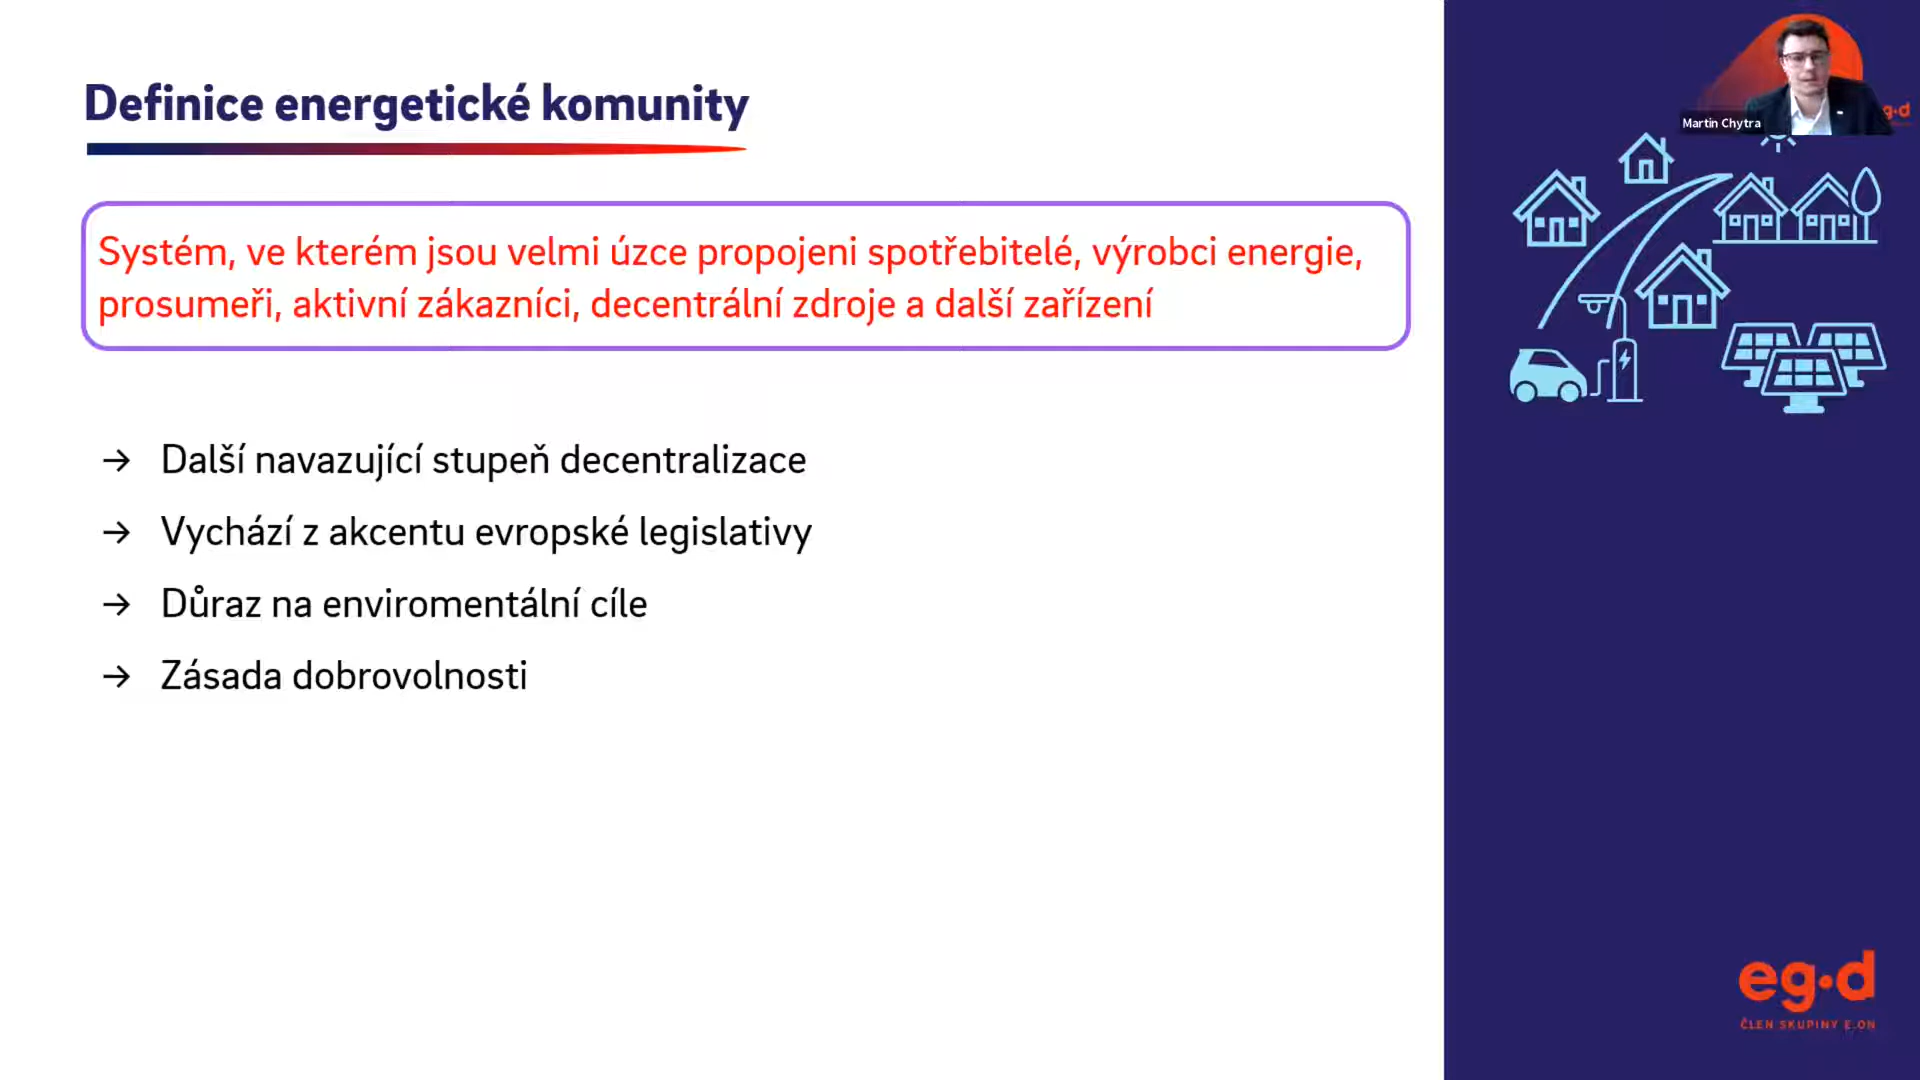 Definice energetické komunity
Systém, ve kterém jsou velmi úzce propojeni spotřebitelé, výrobci energie,
prosumeři, aktivní zákazníci, decentrální zdroje a další zařízení
→ Další navazující stupeň decentralizace
→ Vychází z akcentu evropské legislativy
→ Důraz na enviromentální cíle
→ Zásada dobrovolnosti
Martin Chytra
eg·d
eg·d
ČLEN SKUPINY E.ON